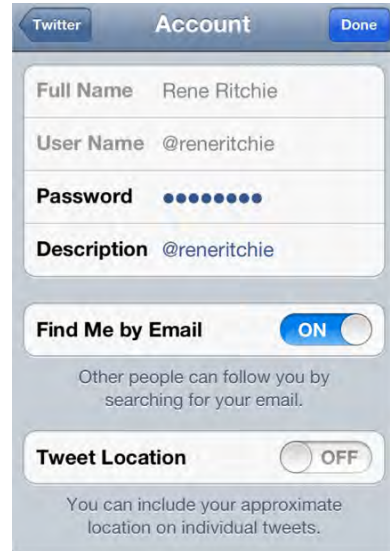 Twitter Account Done
Full Name Rene Ritchie
User Name @reneritchie
Password ●●●●●●●●
Description @reneritchie
Find Me by Email ON
Other people can follow you by
searching for your email.
Tweet Location OFF
You can include your approximate
location on individual tweets.